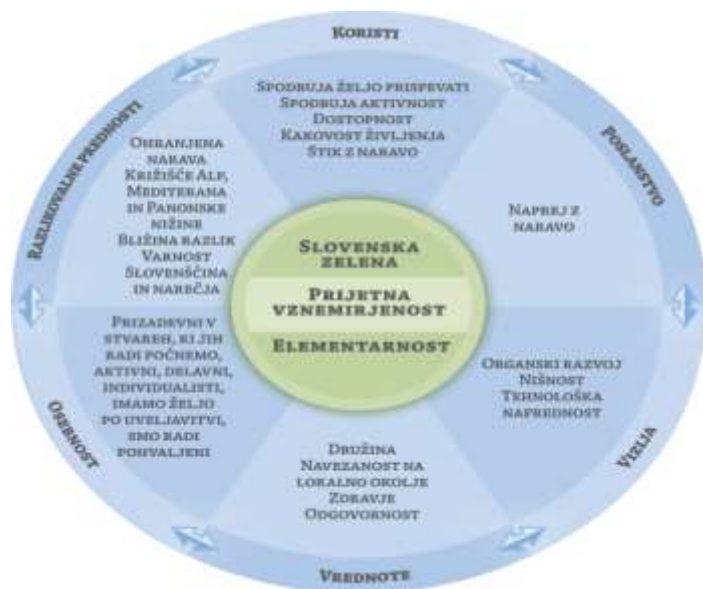 Koristi
Spodbuja željo prispevati
Spodbuja aktivnost
Dostopnost
Kakovost življenja
Stik z naravo
Poslanstvo
Naprej z
naravo
Vizija
Organski razvoj
Nišnost
Tehnološka
naprednost
Vrednote
Družina
Navezanost na
lokalno okolje
Zdravje
Odgovornost
Osebnost
Prizadevni v
stvareh, ki jih
radi počnemo,
aktivni, delavni,
individualisti,
imamo željo
po uveljavitvi,
smo radi
pohvaljeni
Razlikovalne prednosti
Ohranjena
narava
Križišče Alp,
Mediterana
in Panonske
nižine
Bližina razlik
Varnost
Slovenščina
in narečja
Slovenska
zelena
Prijetna
vznemirjenost
Elementarnost